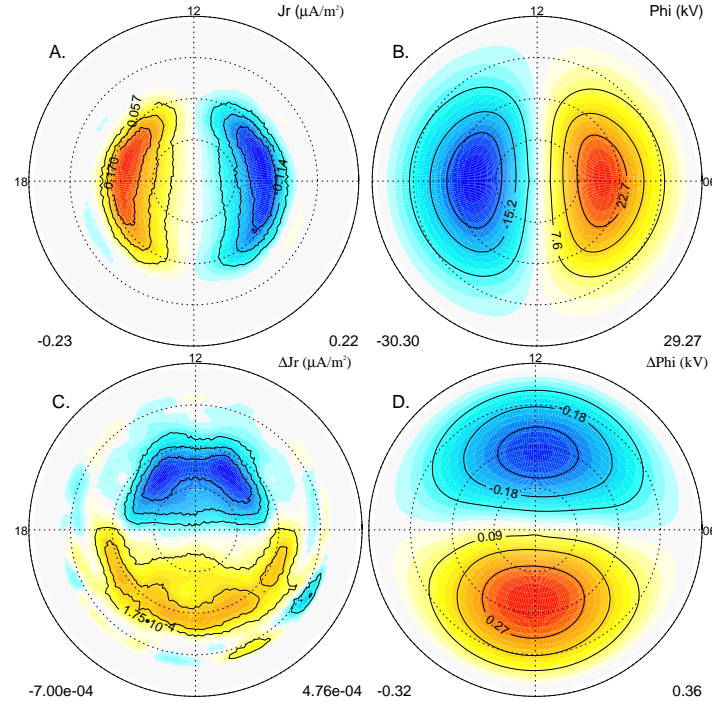 12 Jr (μA/m²)
A.
0.057
-0.170
-0.114
18
-0.23 0.22
12 Phi (kV)
B.
-15.2
7.6
22.7
06
-30.30 29.27
12 ΔJr (μA/m²)
C.
18
1.75•10⁻⁴
-7.00e-04 4.76e-04
12 ΔPhi (kV)
D.
-0.18
-0.18
0.09
0.27
06
-0.32 0.36